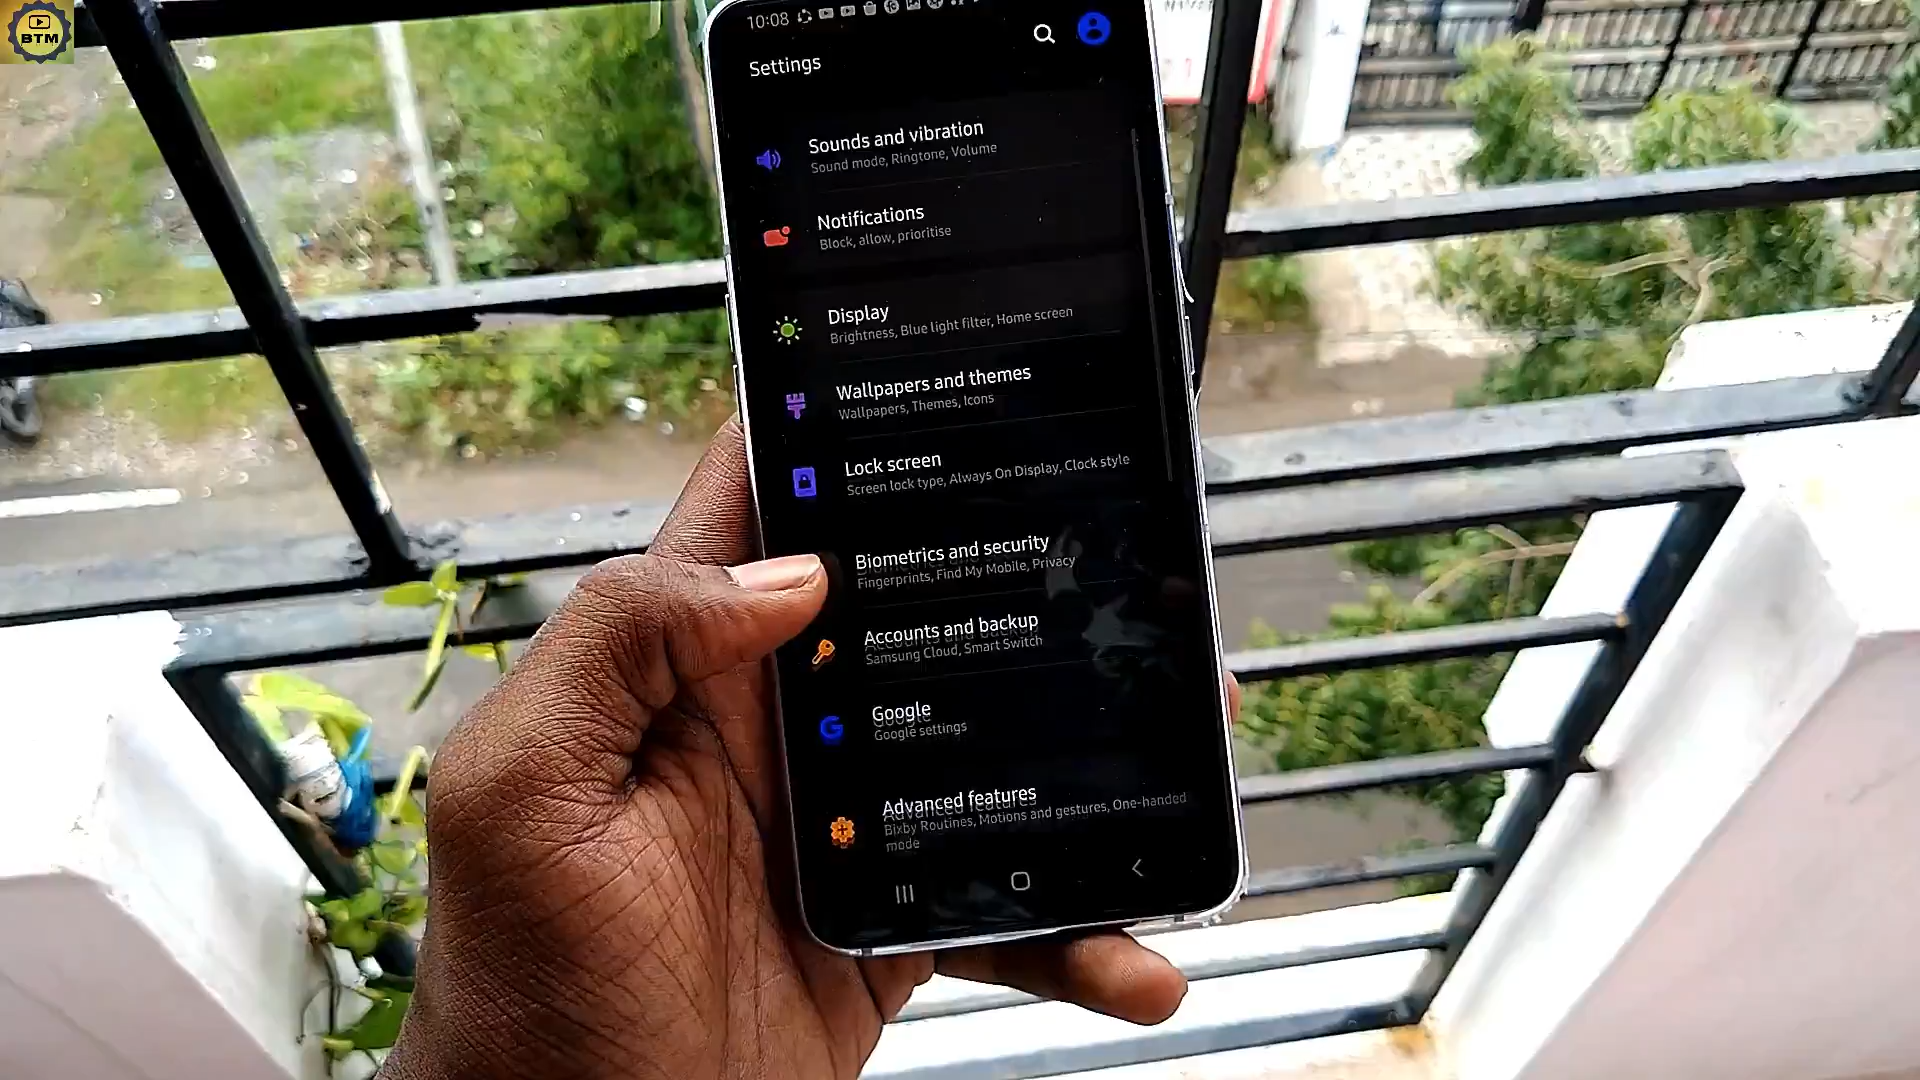 BTM
10:08
Settings
Sounds and vibration
Sound mode, Ringtone, Volume
Notifications
Block, allow, prioritise
Display
Brightness, Blue light filter, Home screen
Wallpapers and themes
Wallpapers, Themes, Icons
Lock screen
Screen lock type, Always On Display, Clock style
Biometrics and security
Fingerprints, Find My Mobile, Privacy
Accounts and backup
Samsung Cloud, Smart Switch
Google
Google settings
Advanced features
Bixby Routines, Motions and gestures, One-handed
mode